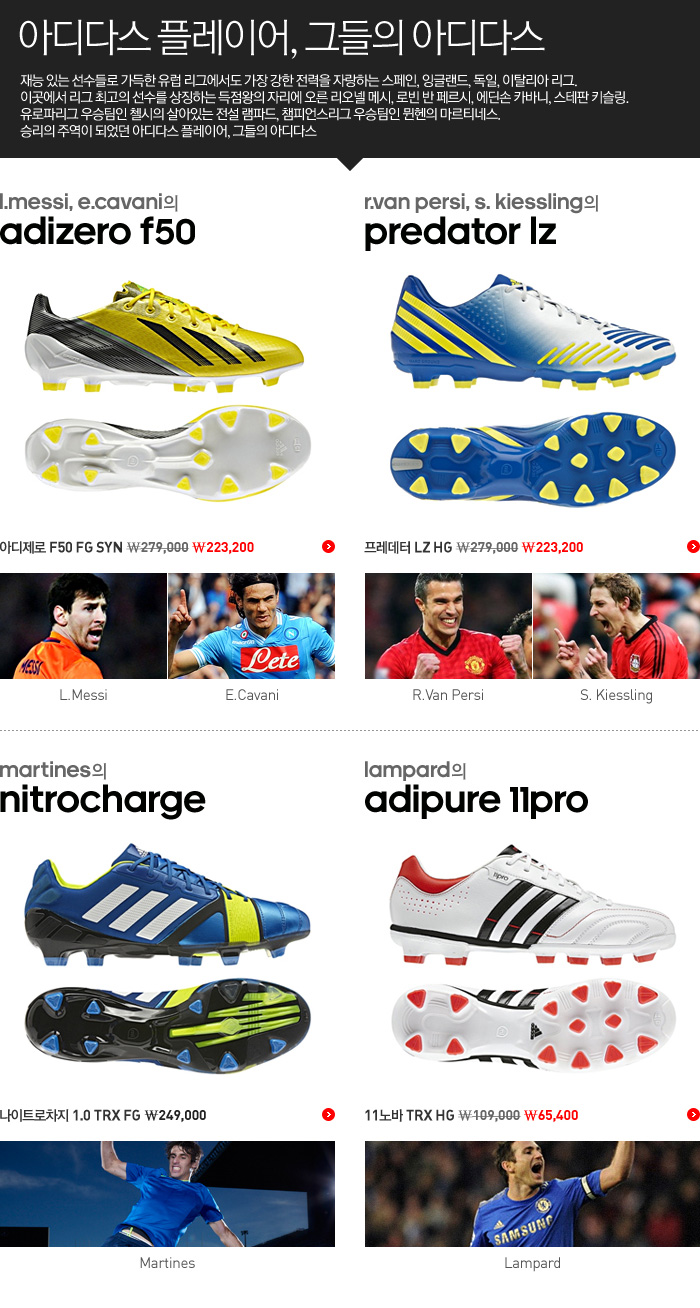 아디다스 플레이어, 그들의 아디다스
재능 있는 선수들로 가득한 유럽 리그에서도 가장 강한 전력을 자랑하는 스페인, 잉글랜드, 독일, 이탈리아 리그.
이곳에서 리그 최고의 선수를 상징하는 득점왕의 자리에 오른 리오넬 메시, 로빈 반 페르시, 에딘손 카바니, 스테판 키슬링.
유로파리그 우승팀인 첼시의 살아있는 전설 램파드, 챔피언스리그 우승팀인 뮌헨의 마르티네스.
승리의 주역이 되었던 아디다스 플레이어, 그들의 아디다스
l.messi, e.cavani의
adizero f50
아디제로 F50 FG SYN ₩279,000 ₩223,200
MESSI
Lete
L.Messi
E.Cavani
r.van persi, s. kiessling의
predator lz
프레데터 LZ HG ₩279,000 ₩223,200
R.Van Persi
S. Kiessling
martines의
nitrocharge
나이트로차지 1.0 TRX FG ₩249,000
Martines
lampard의
adipure 11pro
11pro
11노바 TRX HG ₩109,000 ₩65,400
SAMSUNG
Lampard